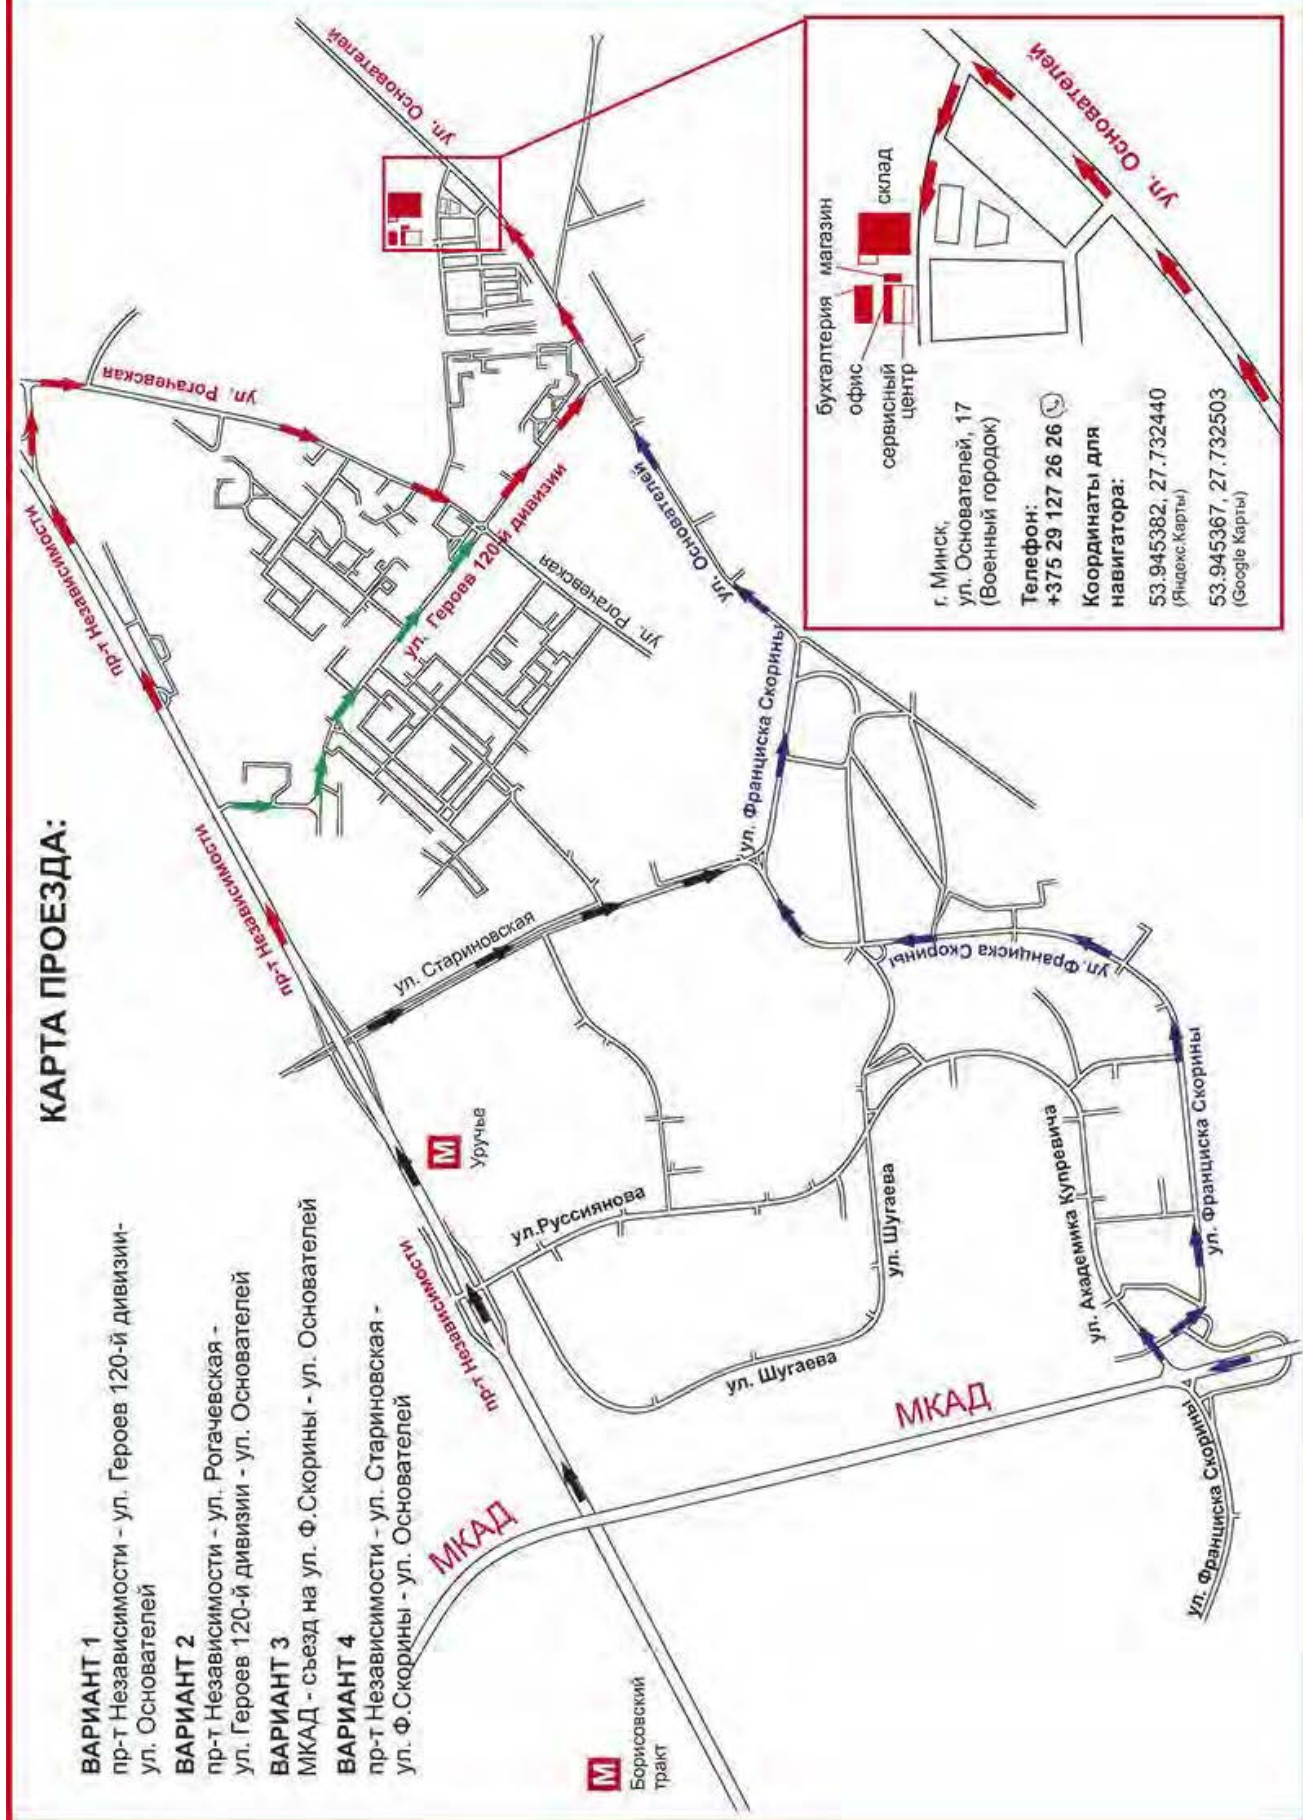 КАРТА ПРОЕЗДА:
ВАРИАНТ 1
пр-т Независимости - ул. Героев 120-й дивизии-
ул. Основателей
ВАРИАНТ 2
пр-т Независимости - ул. Рогачевская -
ул. Героев 120-й дивизии - ул. Основателей
ВАРИАНТ 3
МКАД - съезд на ул. Ф.Скорины - ул. Основателей
ВАРИАНТ 4
пр-т Независимости - ул. Стариновская -
ул. Ф.Скорины - ул. Основателей
М
Борисовский
тракт
МКАД
пр-т Независимости
М
Уручье
пр-т Независимости
пр-т Независимости
ул. Рогачевская
ул. Основателей
ул. Героев 120-й дивизии
ул. Рогачевская
ул. Стариновская
ул.Руссиянова
ул. Шугаева
ул. Шугаева
МКАД
ул. Основателей
ул. Франциска Скорины
ул.Франциска Скорины
ул. Академика Купревича
ул. Франциска Скорины
ул. Франциска Скорины
бухгалтерия
магазин
офис
склад
сервисный
центр
ул. Основателей
г. Минск,
ул. Основателей, 17
(Военный городок)
Телефон:
+375 29 127 26 26
Координаты для
навигатора:
53.945382, 27.732440
(Яндекс.Карты)
53.945367, 27.732503
(Google Карты)